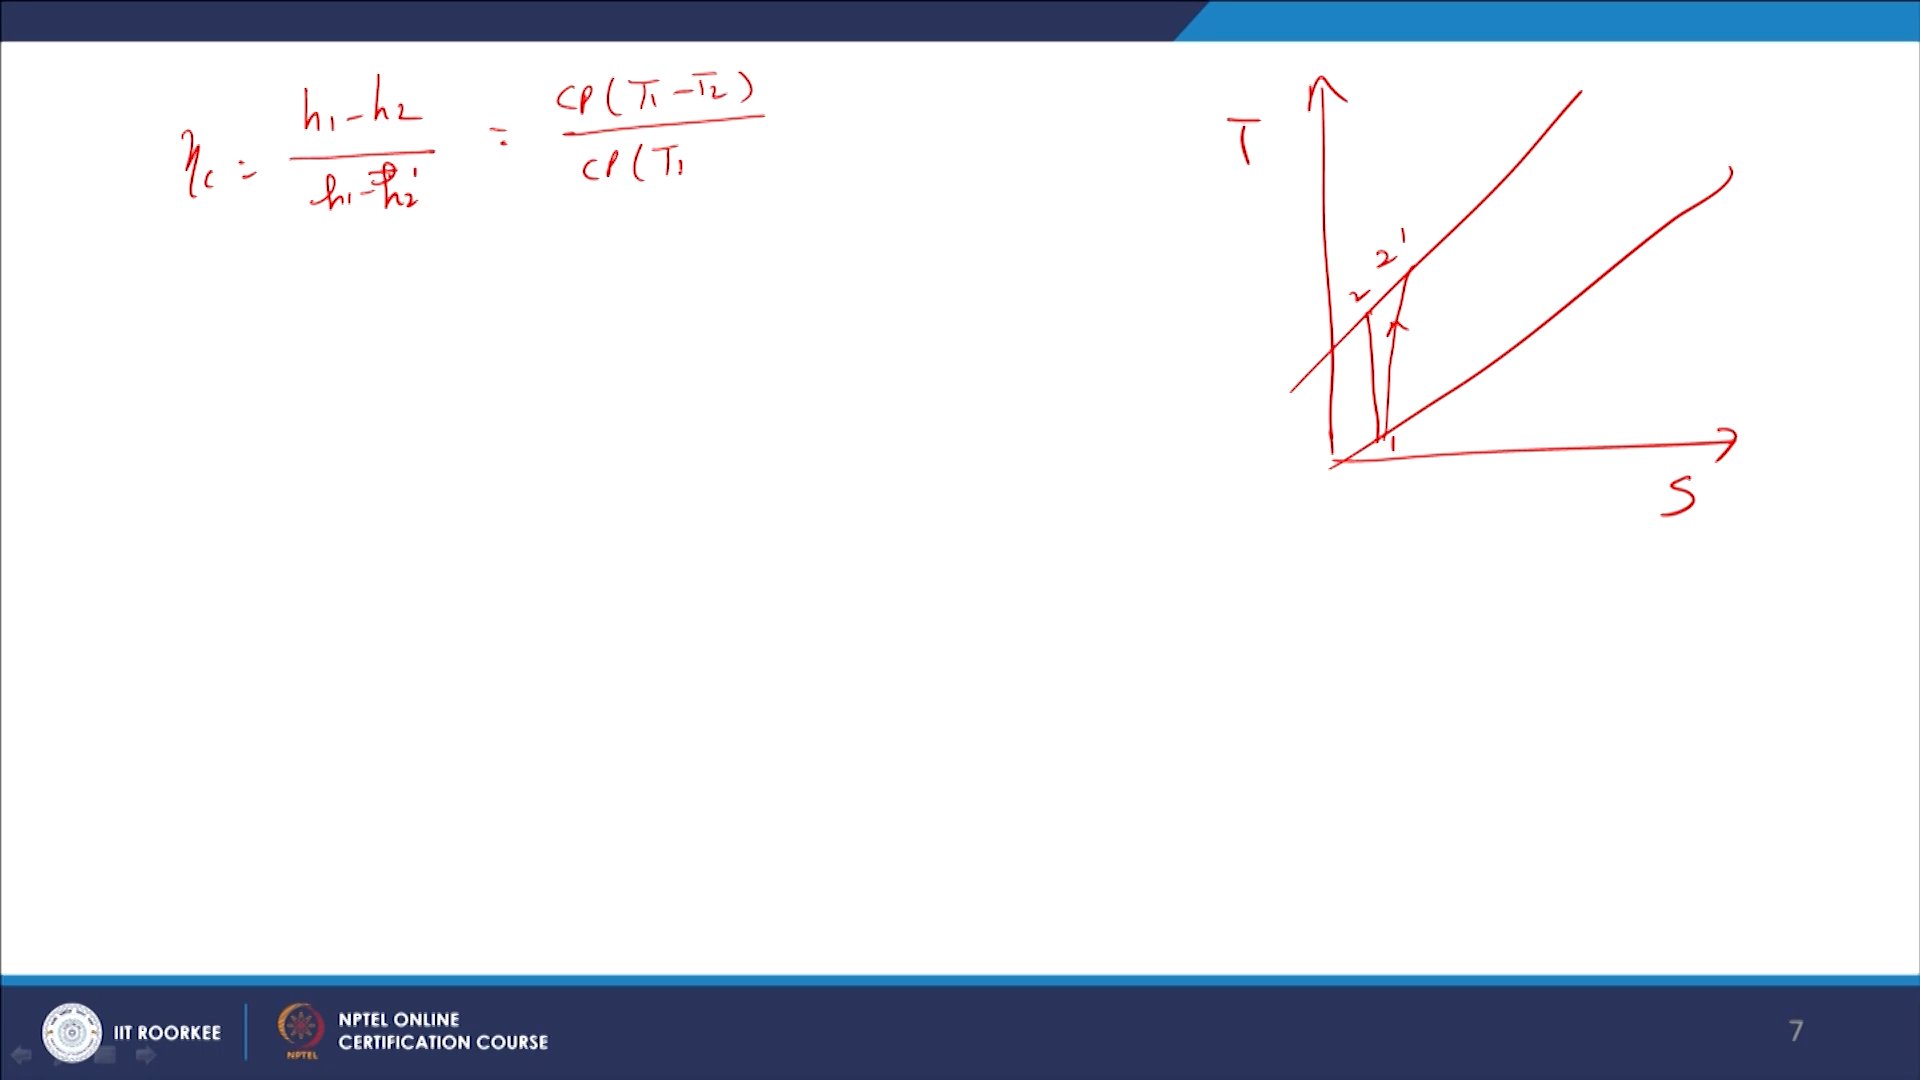 ηc = h1-h2 / h1-h2' = CP(T1-T2) / CP(T1
T
2'
2
1
S
IIT ROORKEE
NPTEL
NPTEL ONLINE
CERTIFICATION COURSE
7